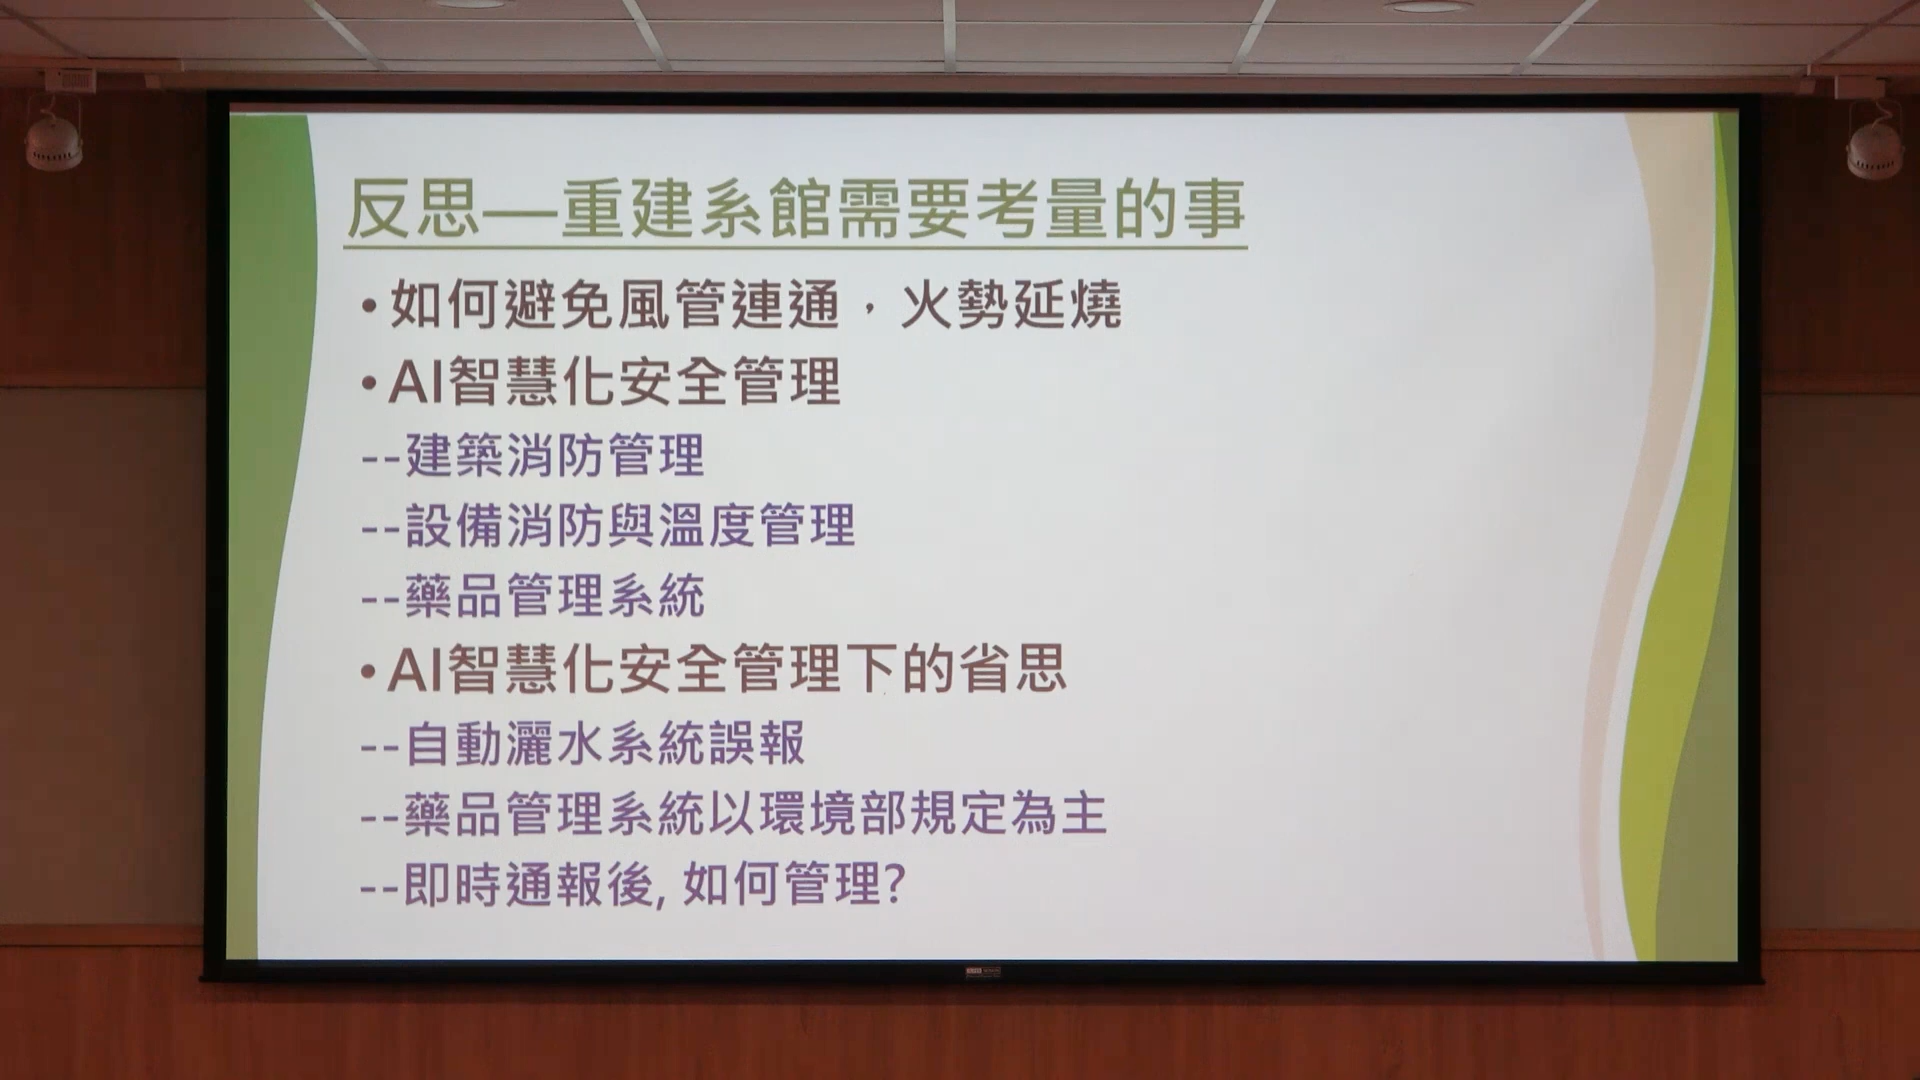 反思—重建系館需要考量的事
•如何避免風管連通，火勢延燒
•AI智慧化安全管理
--建築消防管理
--設備消防與溫度管理
--藥品管理系統
•AI智慧化安全管理下的省思
--自動灑水系統誤報
--藥品管理系統以環境部規定為主
--即時通報後, 如何管理?